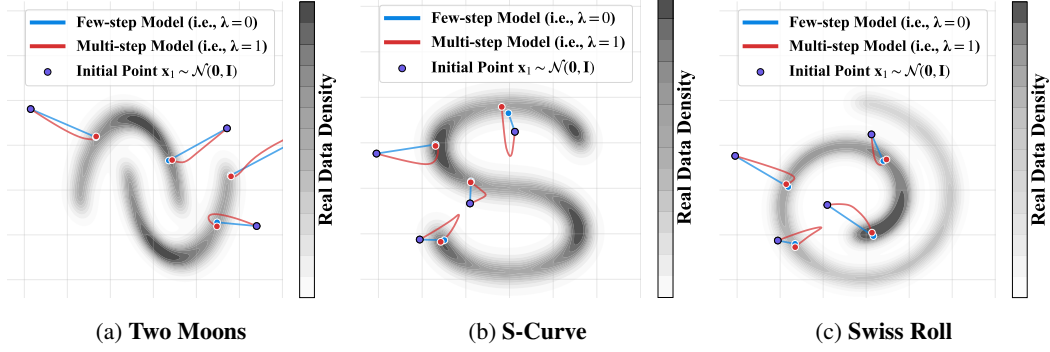 Few-step Model (i.e., λ = 0)
Multi-step Model (i.e., λ = 1)
Initial Point x₁ ∼ 𝒩(0, I)
Real Data Density
(a) Two Moons
Few-step Model (i.e., λ = 0)
Multi-step Model (i.e., λ = 1)
Initial Point x₁ ∼ 𝒩(0, I)
Real Data Density
(b) S-Curve
Few-step Model (i.e., λ = 0)
Multi-step Model (i.e., λ = 1)
Initial Point x₁ ∼ 𝒩(0, I)
Real Data Density
(c) Swiss Roll